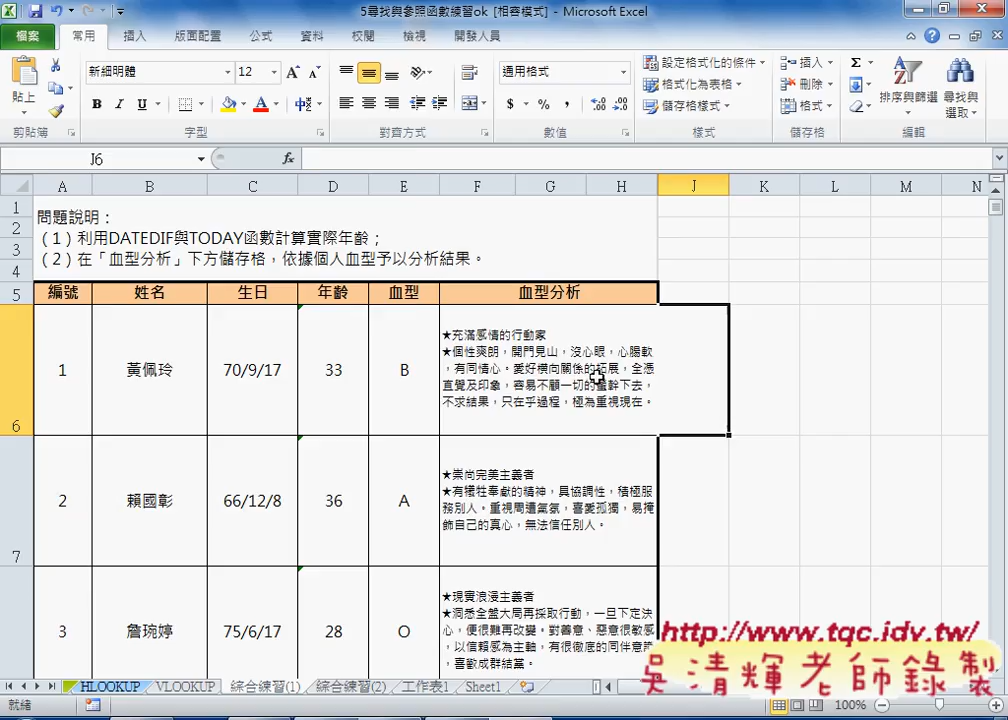 5尋找與參照函數練習ok [相容模式] - Microsoft Excel
檔案 常用 插入 版面配置 公式 資料 校閱 檢視 開發人員
新細明體 12 通用格式
設定格式化的條件 格式化為表格 儲存格樣式
插入 刪除 格式
貼上
B I U 中 $ % ,
Σ 排序與篩選 尋找與選取
剪貼簿 字型 對齊方式 數值 樣式 儲存格 編輯
J6 fx
A B C D E F G H J K L M N
1
2
3
4
問題說明：
（1）利用DATEDIF與TODAY函數計算實際年齡；
（2）在「血型分析」下方儲存格，依據個人血型予以分析結果。
5 編號 姓名 生日 年齡 血型 血型分析
6 1 黃佩玲 70/9/17 33 B
★充滿感情的行動家
★個性爽朗，開門見山，沒心眼，心腸軟
，有同情心。愛好橫向關係的拓展，全憑
直覺及印象，容易不顧一切的蠻幹下去，
不求結果，只在乎過程，極為重視現在。
7 2 賴國彰 66/12/8 36 A
★崇尚完美主義者
★有犧牲奉獻的精神，具協調性，積極服
務別人。重視周遭氣氛，喜愛孤獨，易掩
飾自己的真心，無法信任別人。
3 詹琬婷 75/6/17 28 O
★現實浪漫主義者
★洞悉全盤大局再採取行動，一旦下定決
心，便很難再改變。對善意、惡意很敏感
，以信賴感為主軸，有很徹底的同伴意識
，喜歡成群結黨。
http://www.tqc.idv.tw/
吳清輝老師錄製
HLOOKUP VLOOKUP 綜合練習(1) 綜合練習(2) 工作表1 Sheet1
就緒 100%